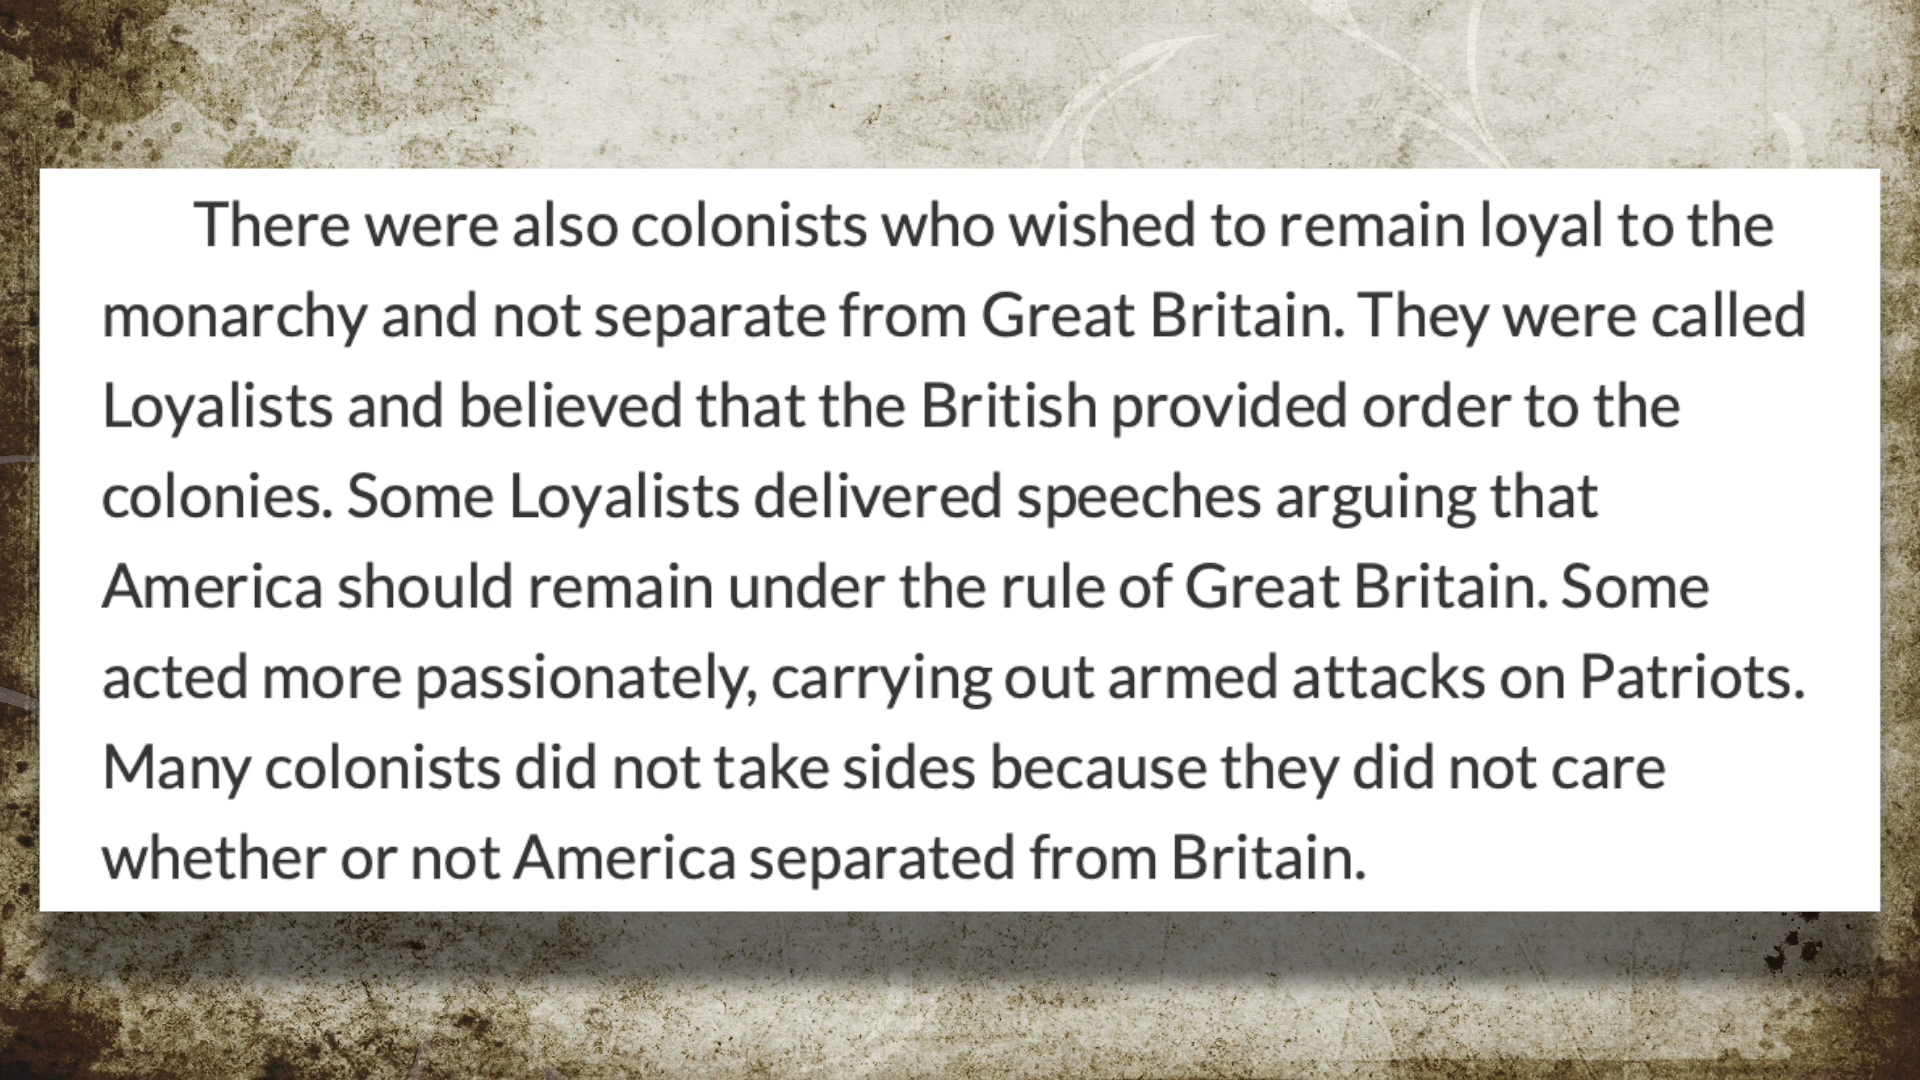 There were also colonists who wished to remain loyal to the
monarchy and not separate from Great Britain. They were called
Loyalists and believed that the British provided order to the
colonies. Some Loyalists delivered speeches arguing that
America should remain under the rule of Great Britain. Some
acted more passionately, carrying out armed attacks on Patriots.
Many colonists did not take sides because they did not care
whether or not America separated from Britain.